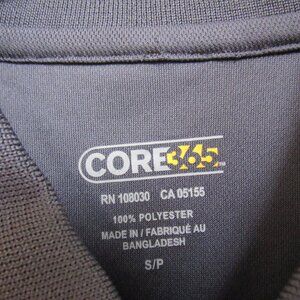 CORE365
RN 108030 CA 05155
100% POLYESTER
MADE IN / FABRIQUÉ AU
BANGLADESH
S/P